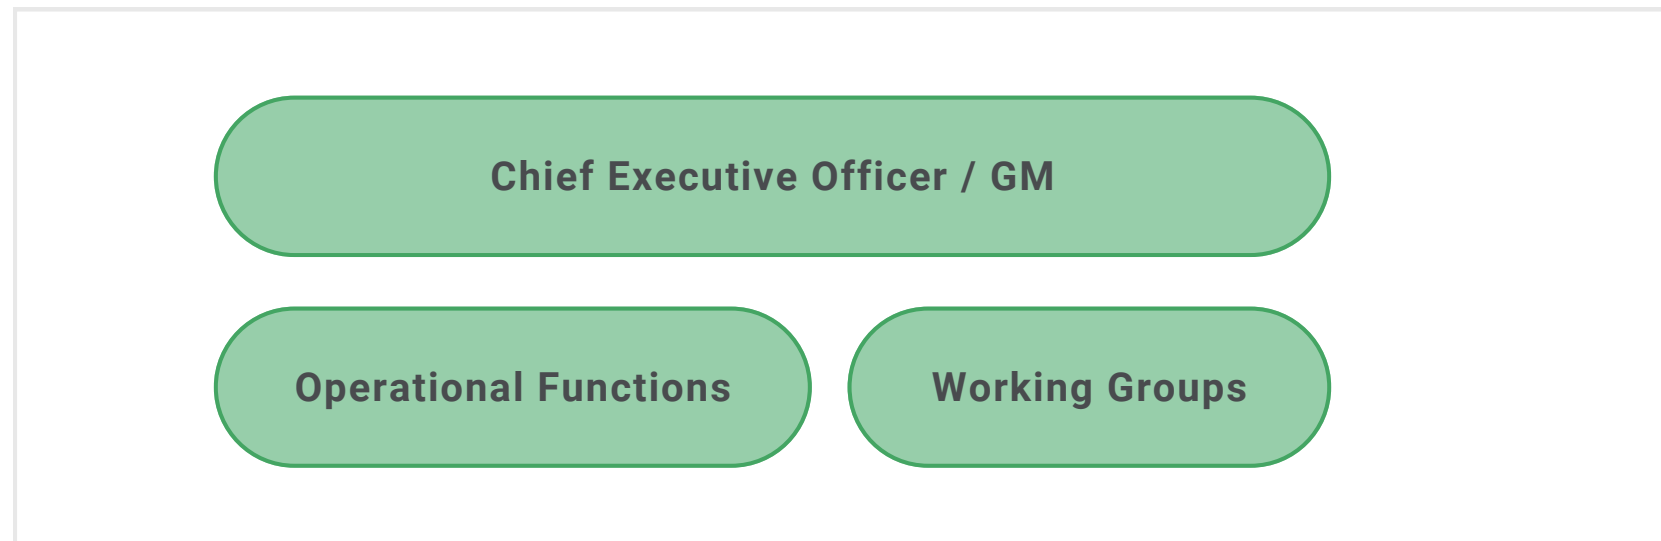 Chief Executive Officer / GM
Operational Functions
Working Groups